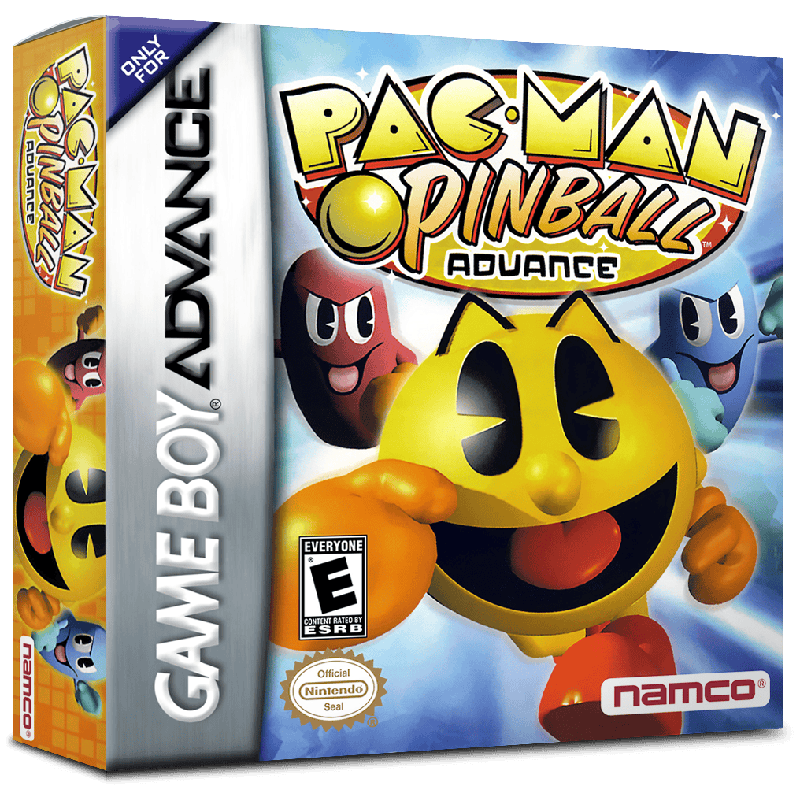 PAC-MAN
PINBALL
ADVANCE
namco
ONLY
FOR
GAME BOY ADVANCE
PAC-MAN
PINBALL™
ADVANCE
EVERYONE
E
CONTENT RATED BY
ESRB
Official
Nintendo
Seal
namco®